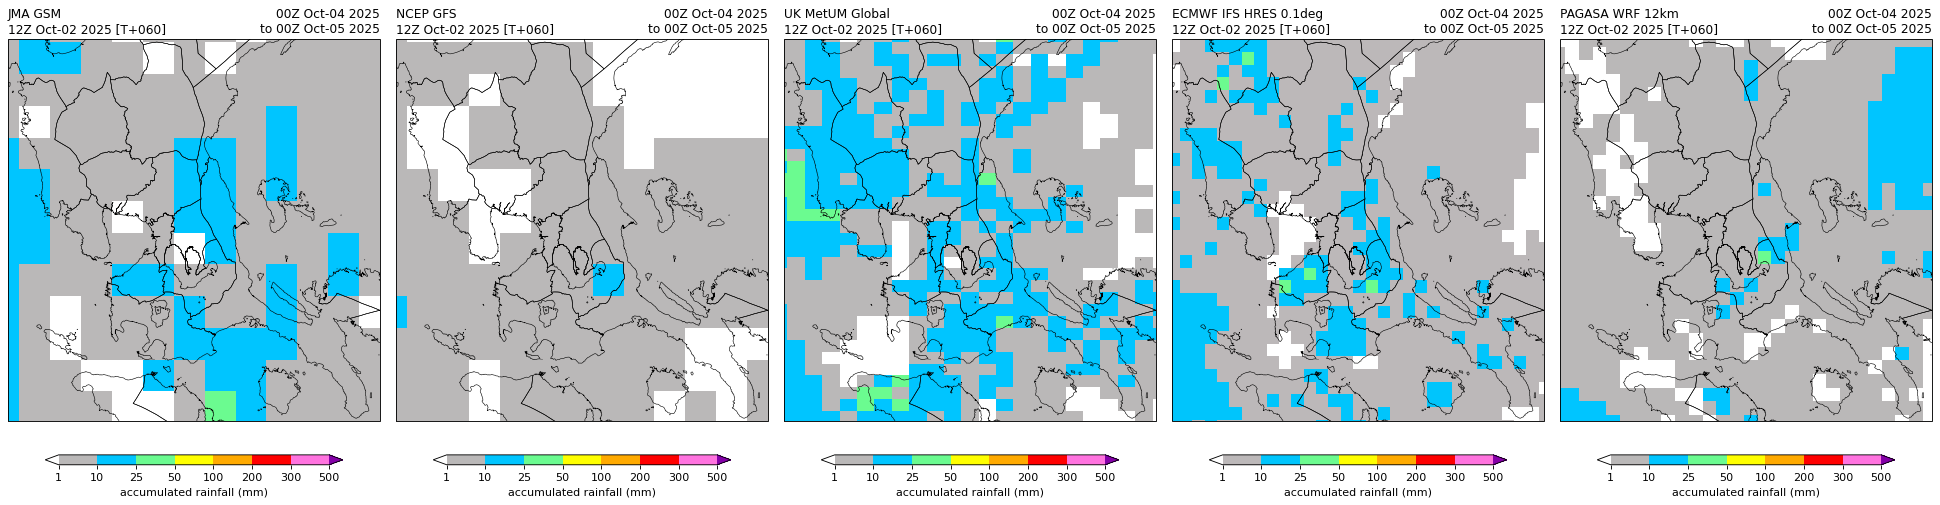 JMA GSM 00Z Oct-04 2025
12Z Oct-02 2025 [T+060] to 00Z Oct-05 2025
1 10 25 50 100 200 300 500
accumulated rainfall (mm)
NCEP GFS 00Z Oct-04 2025
12Z Oct-02 2025 [T+060] to 00Z Oct-05 2025
1 10 25 50 100 200 300 500
accumulated rainfall (mm)
UK MetUM Global 00Z Oct-04 2025
12Z Oct-02 2025 [T+060] to 00Z Oct-05 2025
1 10 25 50 100 200 300 500
accumulated rainfall (mm)
ECMWF IFS HRES 0.1deg 00Z Oct-04 2025
12Z Oct-02 2025 [T+060] to 00Z Oct-05 2025
1 10 25 50 100 200 300 500
accumulated rainfall (mm)
PAGASA WRF 12km 00Z Oct-04 2025
12Z Oct-02 2025 [T+060] to 00Z Oct-05 2025
1 10 25 50 100 200 300 500
accumulated rainfall (mm)